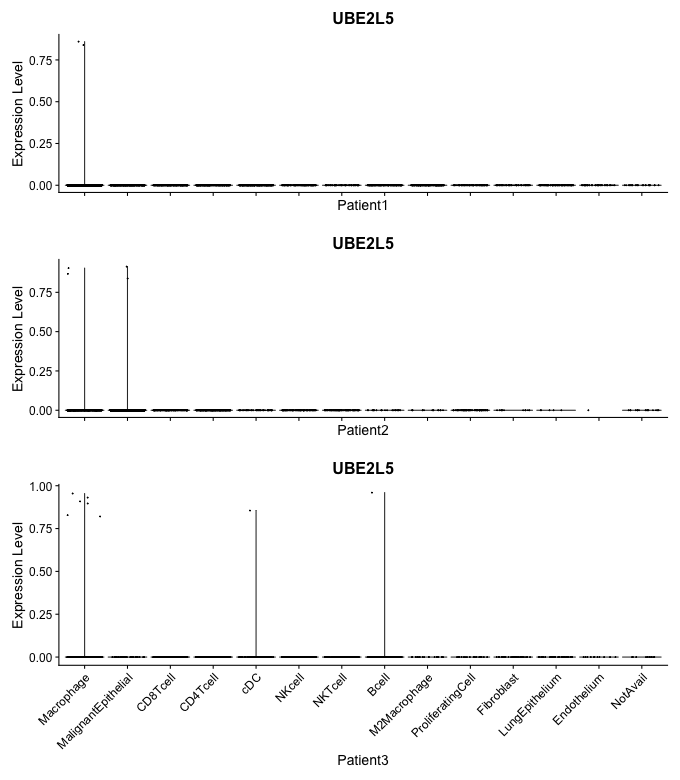 UBE2L5
Expression Level
0.75
0.50
0.25
0.00
Patient1
UBE2L5
Expression Level
0.75
0.50
0.25
0.00
Patient2
UBE2L5
Expression Level
1.00
0.75
0.50
0.25
0.00
Macrophage
MalignantEpithelial
CD8Tcell
CD4Tcell
cDC
NKcell
NKTcell
Bcell
M2Macrophage
ProliferatingCell
Fibroblast
LungEpithelium
Endothelium
NotAvail
Patient3